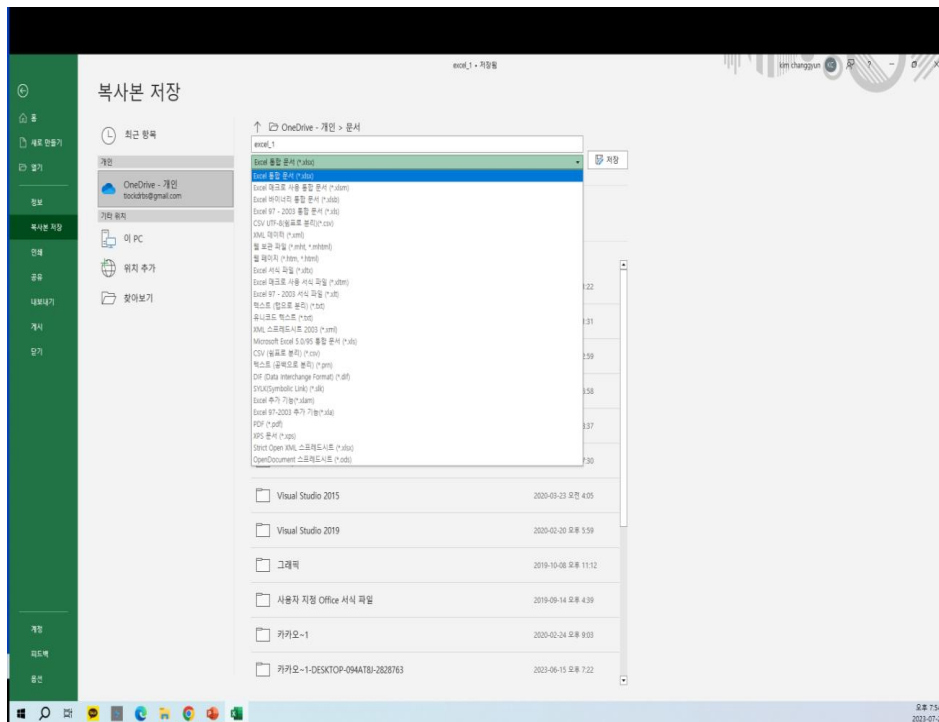 excel_1 • 저장됨
kim changgyun
KC
?
복사본 저장
홈
새로 만들기
열기
정보
복사본 저장
인쇄
공유
내보내기
게시
닫기
계정
피드백
옵션
최근 항목
개인
OneDrive - 개인
기타 위치
이 PC
위치 추가
찾아보기
OneDrive - 개인 > 문서
excel_1
Excel 통합 문서 (*.xlsx)
저장
Excel 통합 문서 (*.xlsx)
Excel 매크로 사용 통합 문서 (*.xlsm)
Excel 바이너리 통합 문서 (*.xlsb)
Excel 97 - 2003 통합 문서 (*.xls)
CSV UTF-8(쉼표로 분리)(*.csv)
XML 데이터 (*.xml)
웹 보관 파일 (*.mht, *.mhtml)
웹 페이지 (*.htm, *.html)
Excel 서식 파일 (*.xltx)
Excel 매크로 사용 서식 파일 (*.xltm)
Excel 97 - 2003 서식 파일 (*.xlt)
텍스트 (탭으로 분리) (*.txt)
유니코드 텍스트 (*.txt)
XML 스프레드시트 2003 (*.xml)
Microsoft Excel 5.0/95 통합 문서 (*.xls)
CSV (쉼표로 분리) (*.csv)
텍스트 (공백으로 분리) (*.prn)
DIF (Data Interchange Format) (*.dif)
SYLK(Symbolic Link) (*.slk)
Excel 추가 기능(*.xlam)
Excel 97-2003 추가 기능(*.xla)
PDF (*.pdf)
XPS 문서 (*.xps)
Strict Open XML 스프레드시트 (*.xlsx)
OpenDocument 스프레드시트 (*.ods)
Visual Studio 2015 2020-03-23 오전 4:05
Visual Studio 2019 2020-02-20 오후 5:59
그래픽 2019-10-08 오후 11:12
사용자 지정 Office 서식 파일 2019-09-14 오후 4:39
카카오~1 2020-02-24 오후 9:03
카카오~1-DESKTOP-094AT8J-2828763 2023-06-15 오후 7:22